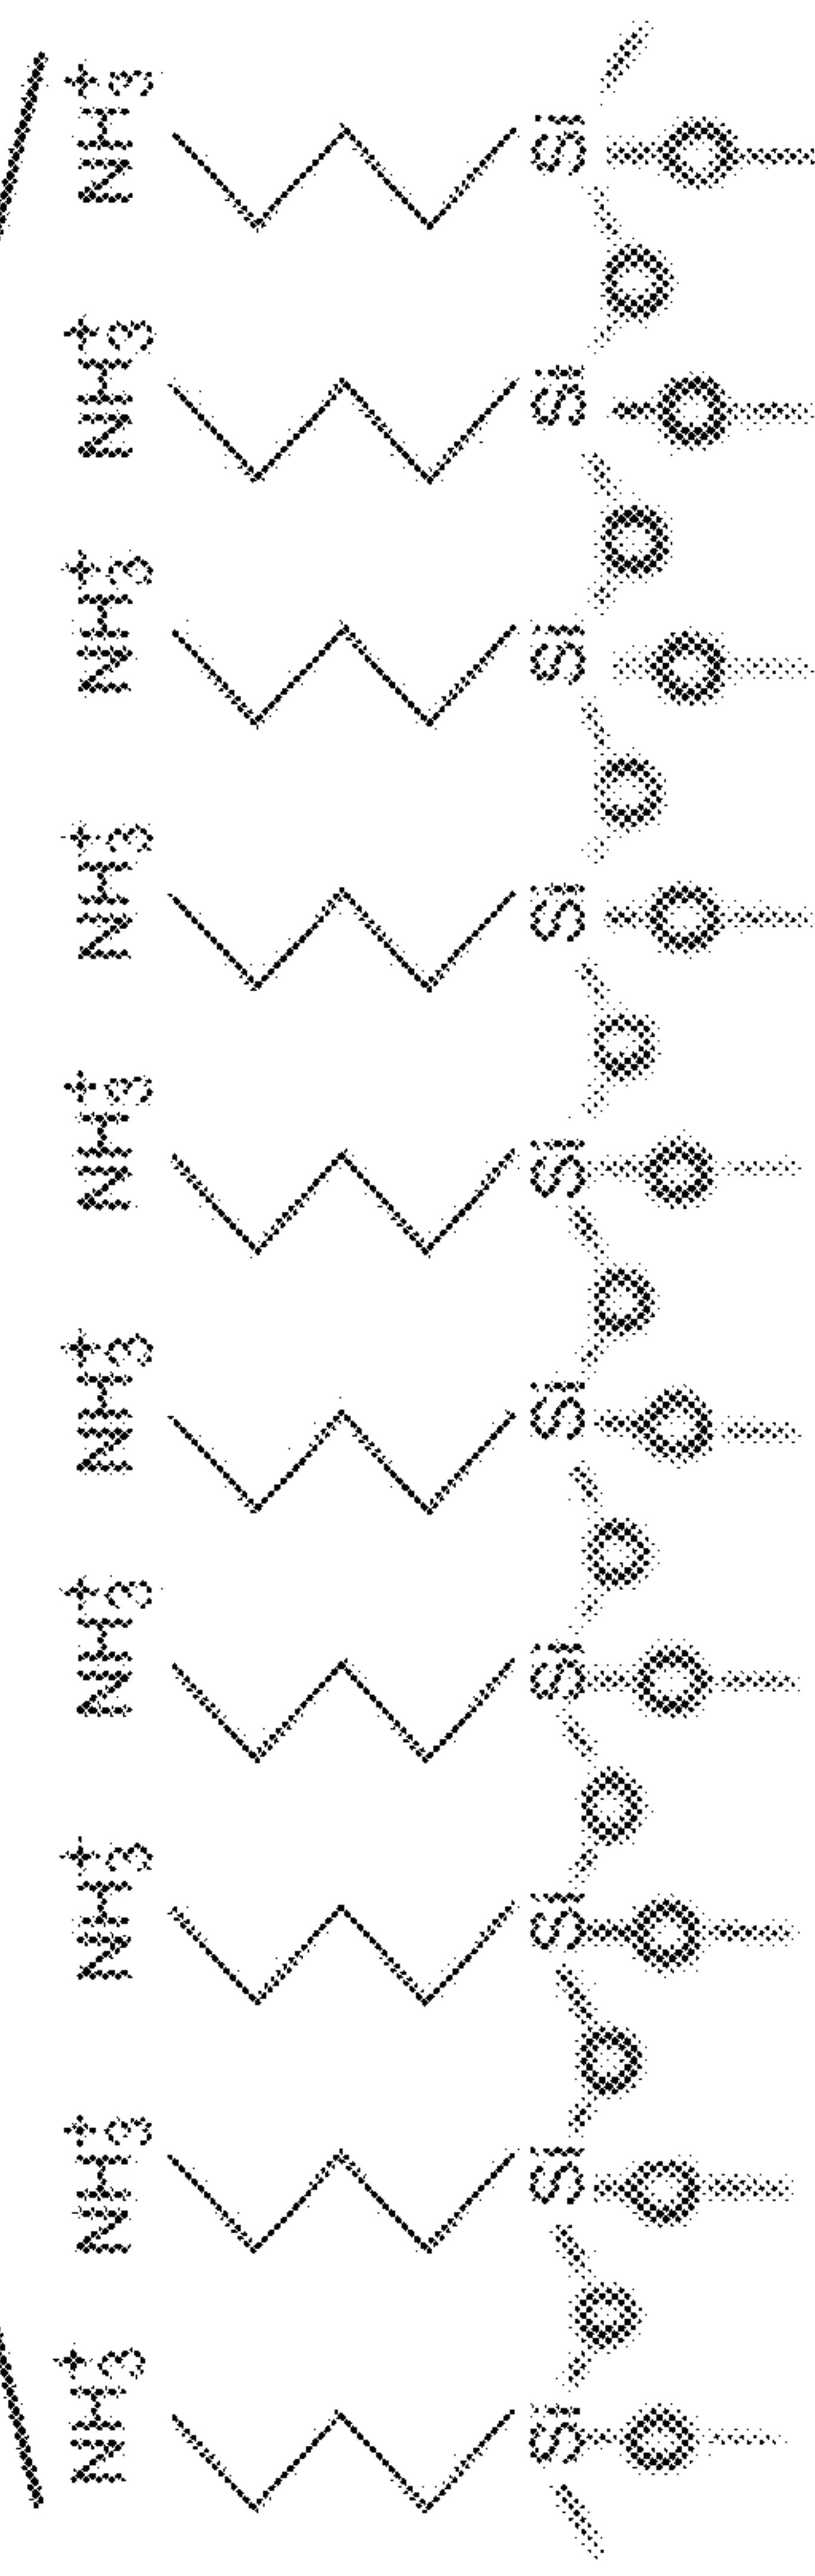 NH₃⁺ NH₃⁺ NH₃⁺ NH₃⁺ NH₃⁺ NH₃⁺ NH₃⁺ NH₃⁺ NH₃⁺ NH₃⁺
Si Si Si Si Si Si Si Si Si Si
O O O O O O O O O
O O O O O O O O O O